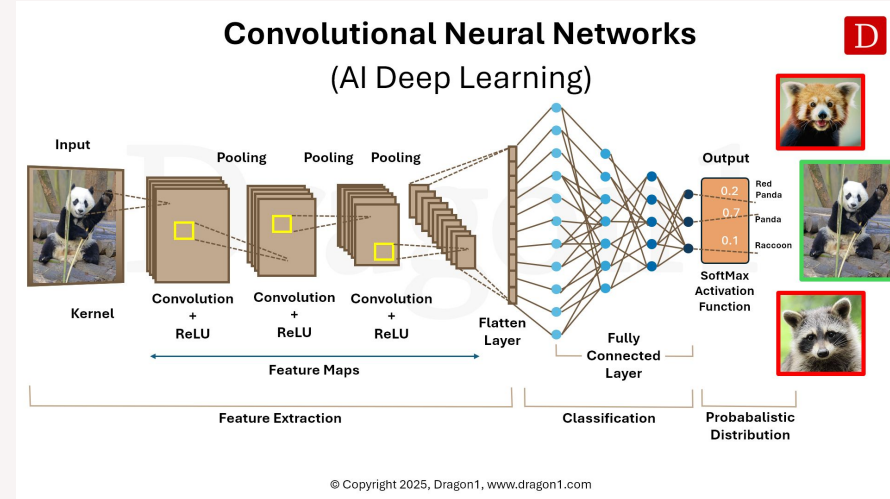 Convolutional Neural Networks
(AI Deep Learning)
D
Input
Pooling
Pooling
Pooling
Output
0.2
0.7
0.1
Red
Panda
Panda
Raccoon
SoftMax
Activation
Function
Kernel
Convolution
+
ReLU
Convolution
+
ReLU
Convolution
+
ReLU
Flatten
Layer
Fully
Connected
Layer
Feature Maps
Feature Extraction
Classification
Probabalistic
Distribution
© Copyright 2025, Dragon1, www.dragon1.com
Dragon1